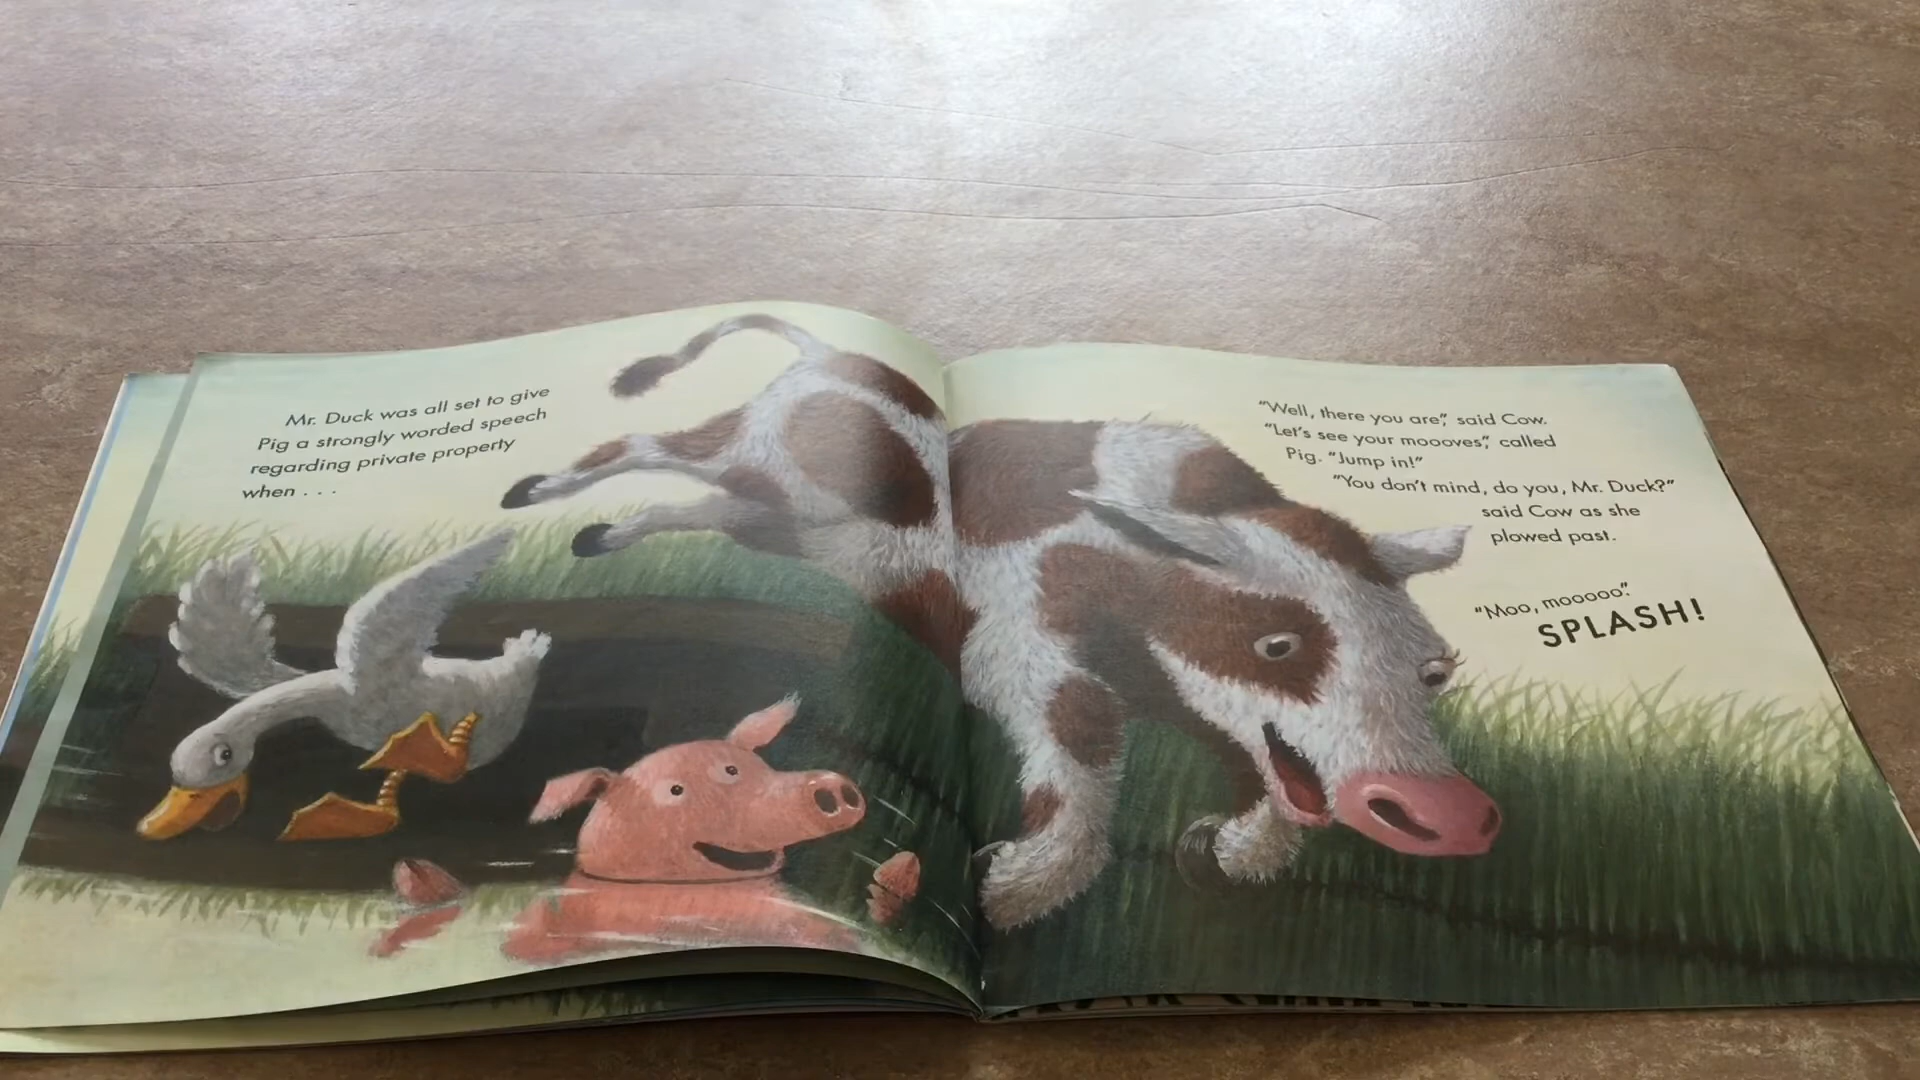 Mr. Duck was all set to give
Pig a strongly worded speech
regarding private property
when . . .
“Well, there you are,” said Cow.
“Let’s see your moooves,” called
Pig. “Jump in!”
“You don’t mind, do you, Mr. Duck?”
said Cow as she
plowed past.
“Moo, mooooo”.
SPLASH!